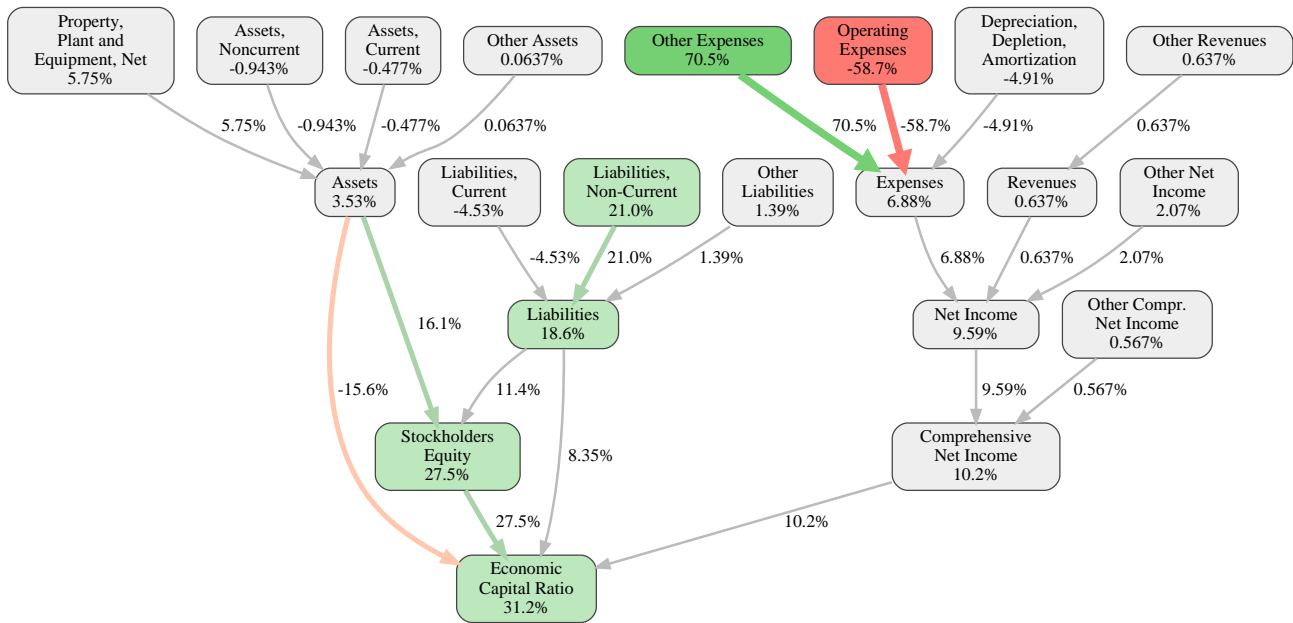 Property,
Plant and
Equipment, Net
5.75%
Assets,
Noncurrent
-0.943%
Assets,
Current
-0.477%
Other Assets
0.0637%
Other Expenses
70.5%
Operating
Expenses
-58.7%
Depreciation,
Depletion,
Amortization
-4.91%
Other Revenues
0.637%
5.75%
-0.943%
-0.477%
0.0637%
70.5%
-58.7%
-4.91%
0.637%
Assets
3.53%
Liabilities,
Current
-4.53%
Liabilities,
Non-Current
21.0%
Other
Liabilities
1.39%
Expenses
6.88%
Revenues
0.637%
Other Net
Income
2.07%
-4.53%
21.0%
1.39%
6.88%
0.637%
2.07%
16.1%
Liabilities
18.6%
Net Income
9.59%
Other Compr.
Net Income
0.567%
-15.6%
11.4%
8.35%
9.59%
0.567%
Stockholders
Equity
27.5%
Comprehensive
Net Income
10.2%
27.5%
10.2%
Economic
Capital Ratio
31.2%